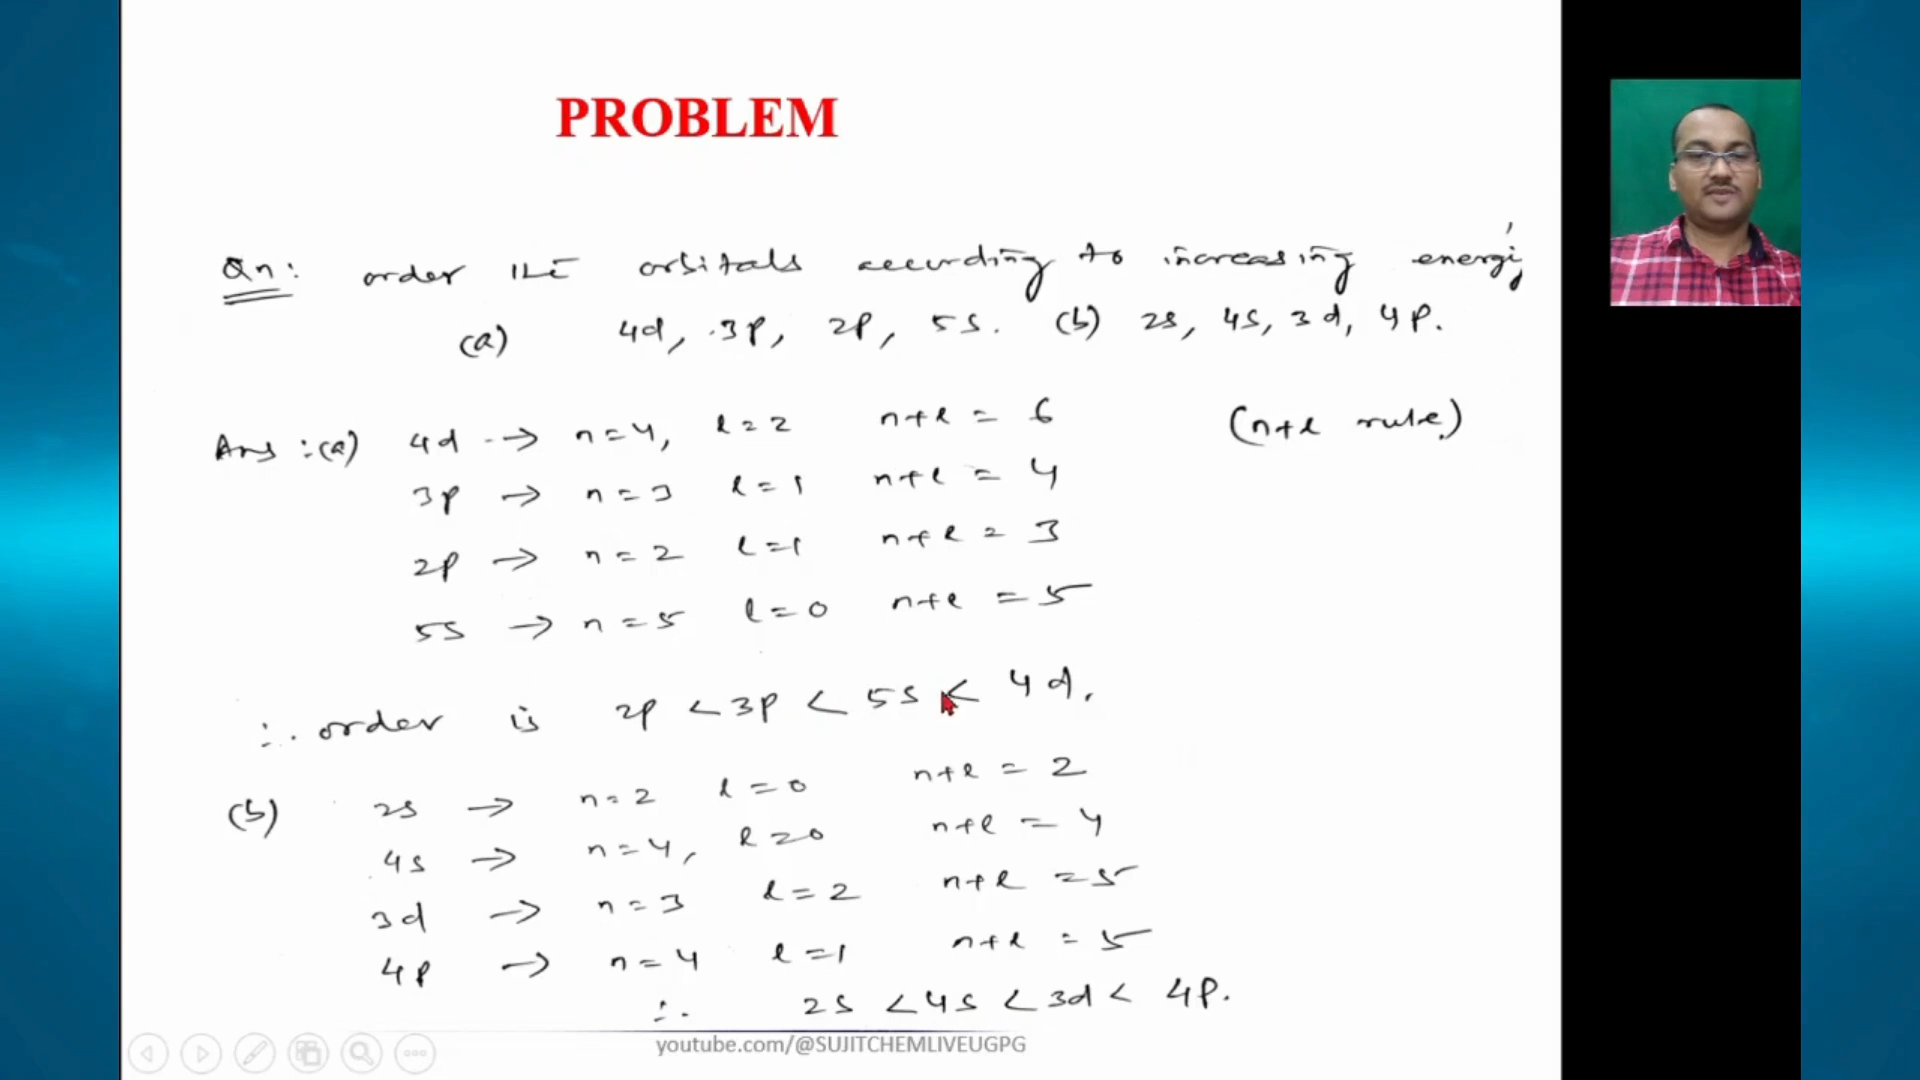 PROBLEM
Qn: order the orbitals according to increasing energy
(a) 4d, 3p, 2p, 5s. (b) 2s, 4s, 3d, 4p.
Ans:(a) 4d → n=4, l=2 n+l = 6 (n+l rule.)
3p → n=3 l=1 n+l = 4
2p → n=2 l=1 n+l = 3
5s → n=5 l=0 n+l = 5
∴ order is 2p < 3p < 5s < 4d.
(b) 2s → n=2 l=0 n+l = 2
4s → n=4, l=0 n+l = 4
3d → n=3 l=2 n+l = 5
4p → n=4 l=1 n+l = 5
∴ 2s < 4s < 3d < 4p.
youtube.com/@SUJITCHEMLIVEUGPG